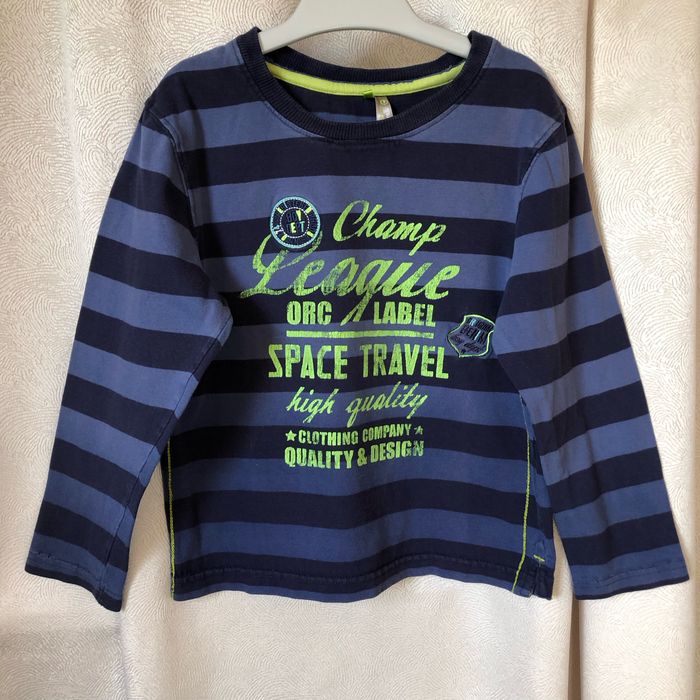 Champ
League
ORC LABEL
SPACE TRAVEL
high quality
★ CLOTHING COMPANY ★
QUALITY & DESIGN